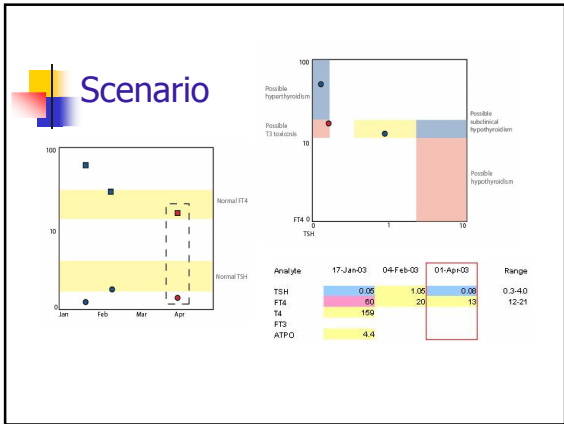 Scenario
100
10
0
Jan Feb Mar Apr
Normal FT4
Normal TSH
100
10
FT4 0
TSH
0 1 10
Possible
hyparthyroidism
Possible
T3 toxicosis
Possible
subclinical
hypothyroidism
Possible
hypothyroidism
Analyte 17-Jan-03 04-Feb-03 01-Apr-03 Range
TSH 0.05 1.05 0.08 0.3-4.0
FT4 60 20 13 12-21
T4 159
FT3
ATPO 4.4